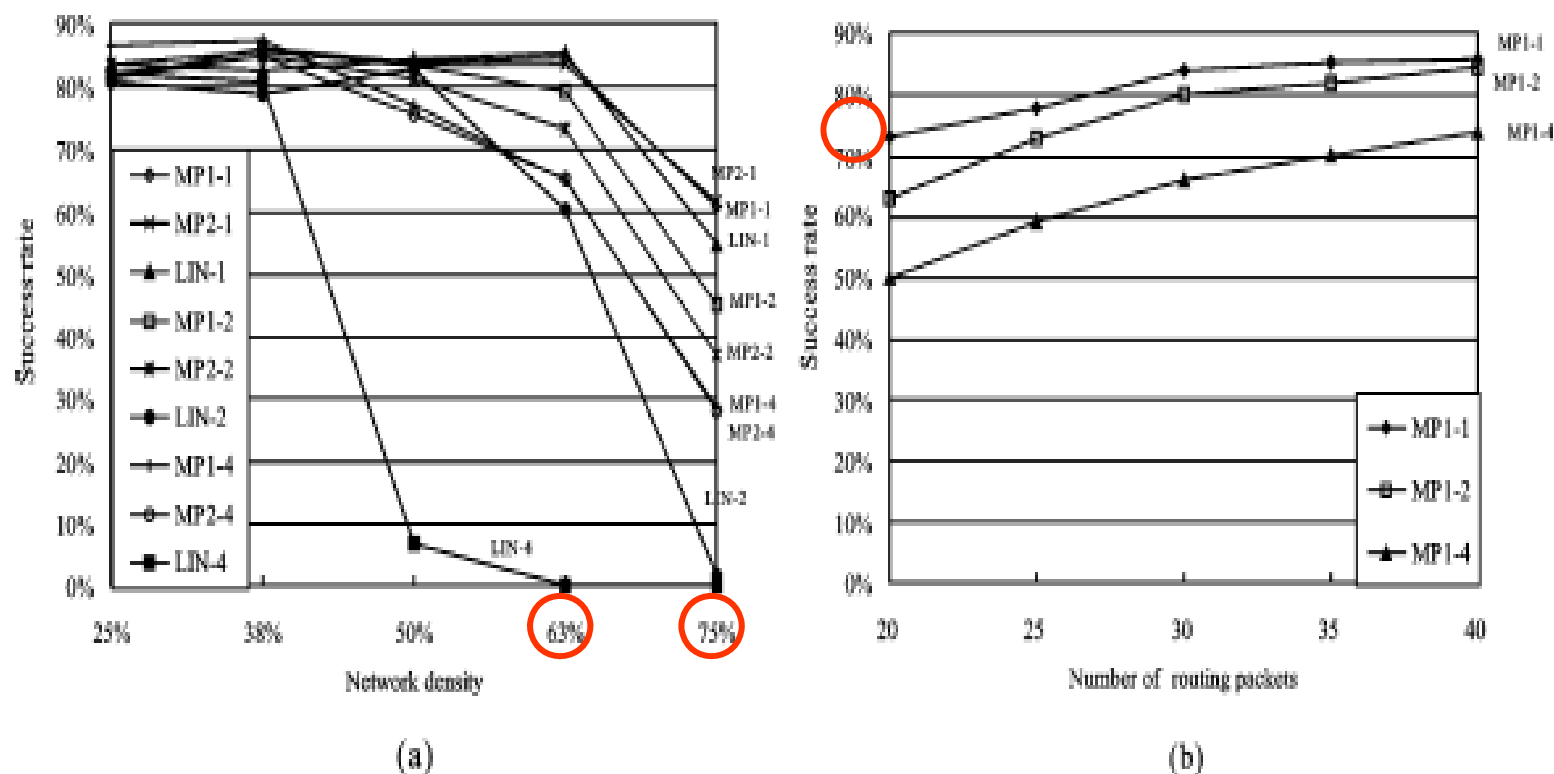 90%
80%
70%
60%
50%
40%
30%
20%
10%
0%
Success rate
MP1-1
MP2-1
LIN-1
MP1-2
MP2-2
LIN-2
MP1-4
MP2-4
LIN-4
MP2-1
MP1-1
LIN-1
MP1-2
MP2-2
MP1-4
MP2-4
LIN-2
LIN-4
25%
38%
50%
63%
75%
Network density
(a)
90%
80%
70%
60%
50%
40%
30%
20%
10%
0%
Success rate
MP1-1
MP1-2
MP1-4
MP1-1
MP1-2
MP1-4
20
25
30
35
40
Number of routing packets
(b)